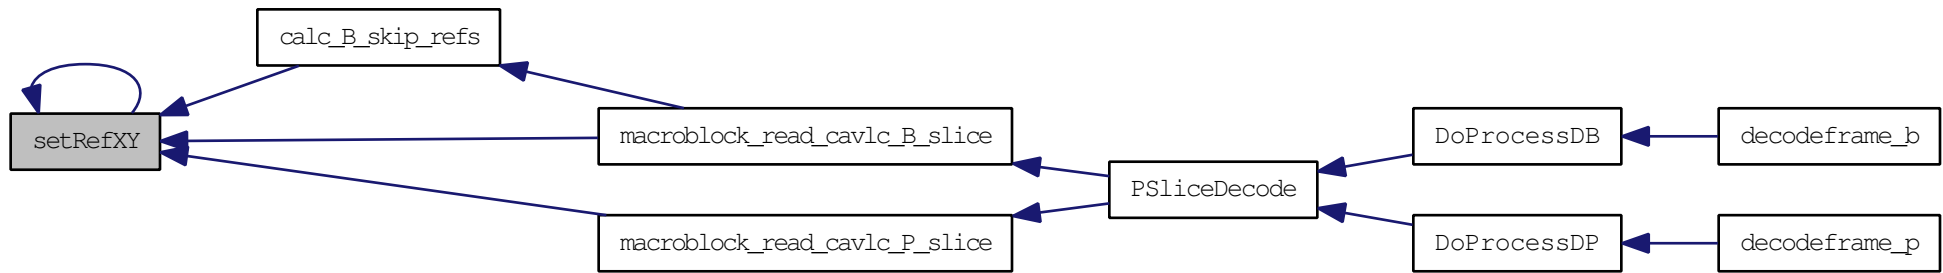 calc_B_skip_refs
setRefXY
macroblock_read_cavlc_B_slice
macroblock_read_cavlc_P_slice
PSliceDecode
DoProcessDB
DoProcessDP
decodeframe_b
decodeframe_p